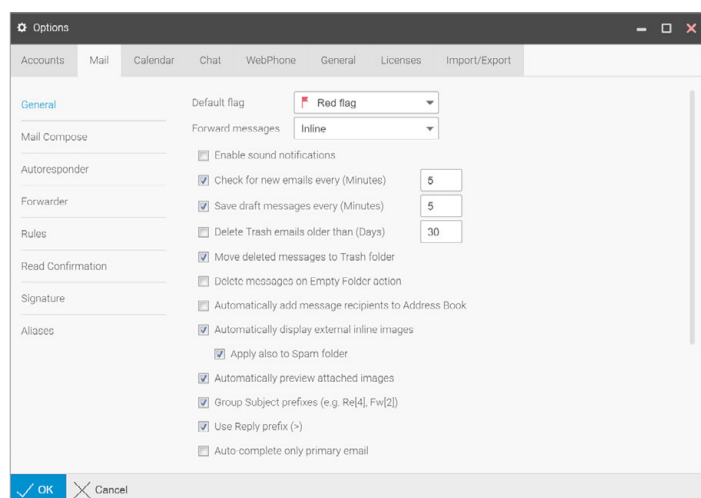 Options
Accounts Mail Calendar Chat WebPhone General Licenses Import/Export
General
Mail Compose
Autoresponder
Forwarder
Rules
Read Confirmation
Signature
Aliases
Default flag Red flag
Forward messages Inline
Enable sound notifications
Check for new emails every (Minutes) 5
Save draft messages every (Minutes) 5
Delete Trash emails older than (Days) 30
Move deleted messages to Trash folder
Delete messages on Empty Folder action
Automatically add message recipients to Address Book
Automatically display external inline images
Apply also to Spam folder
Automatically preview attached images
Group Subject prefixes (e.g. Re[4], Fw[2])
Use Reply prefix (>)
Auto-complete only primary email
OK Cancel